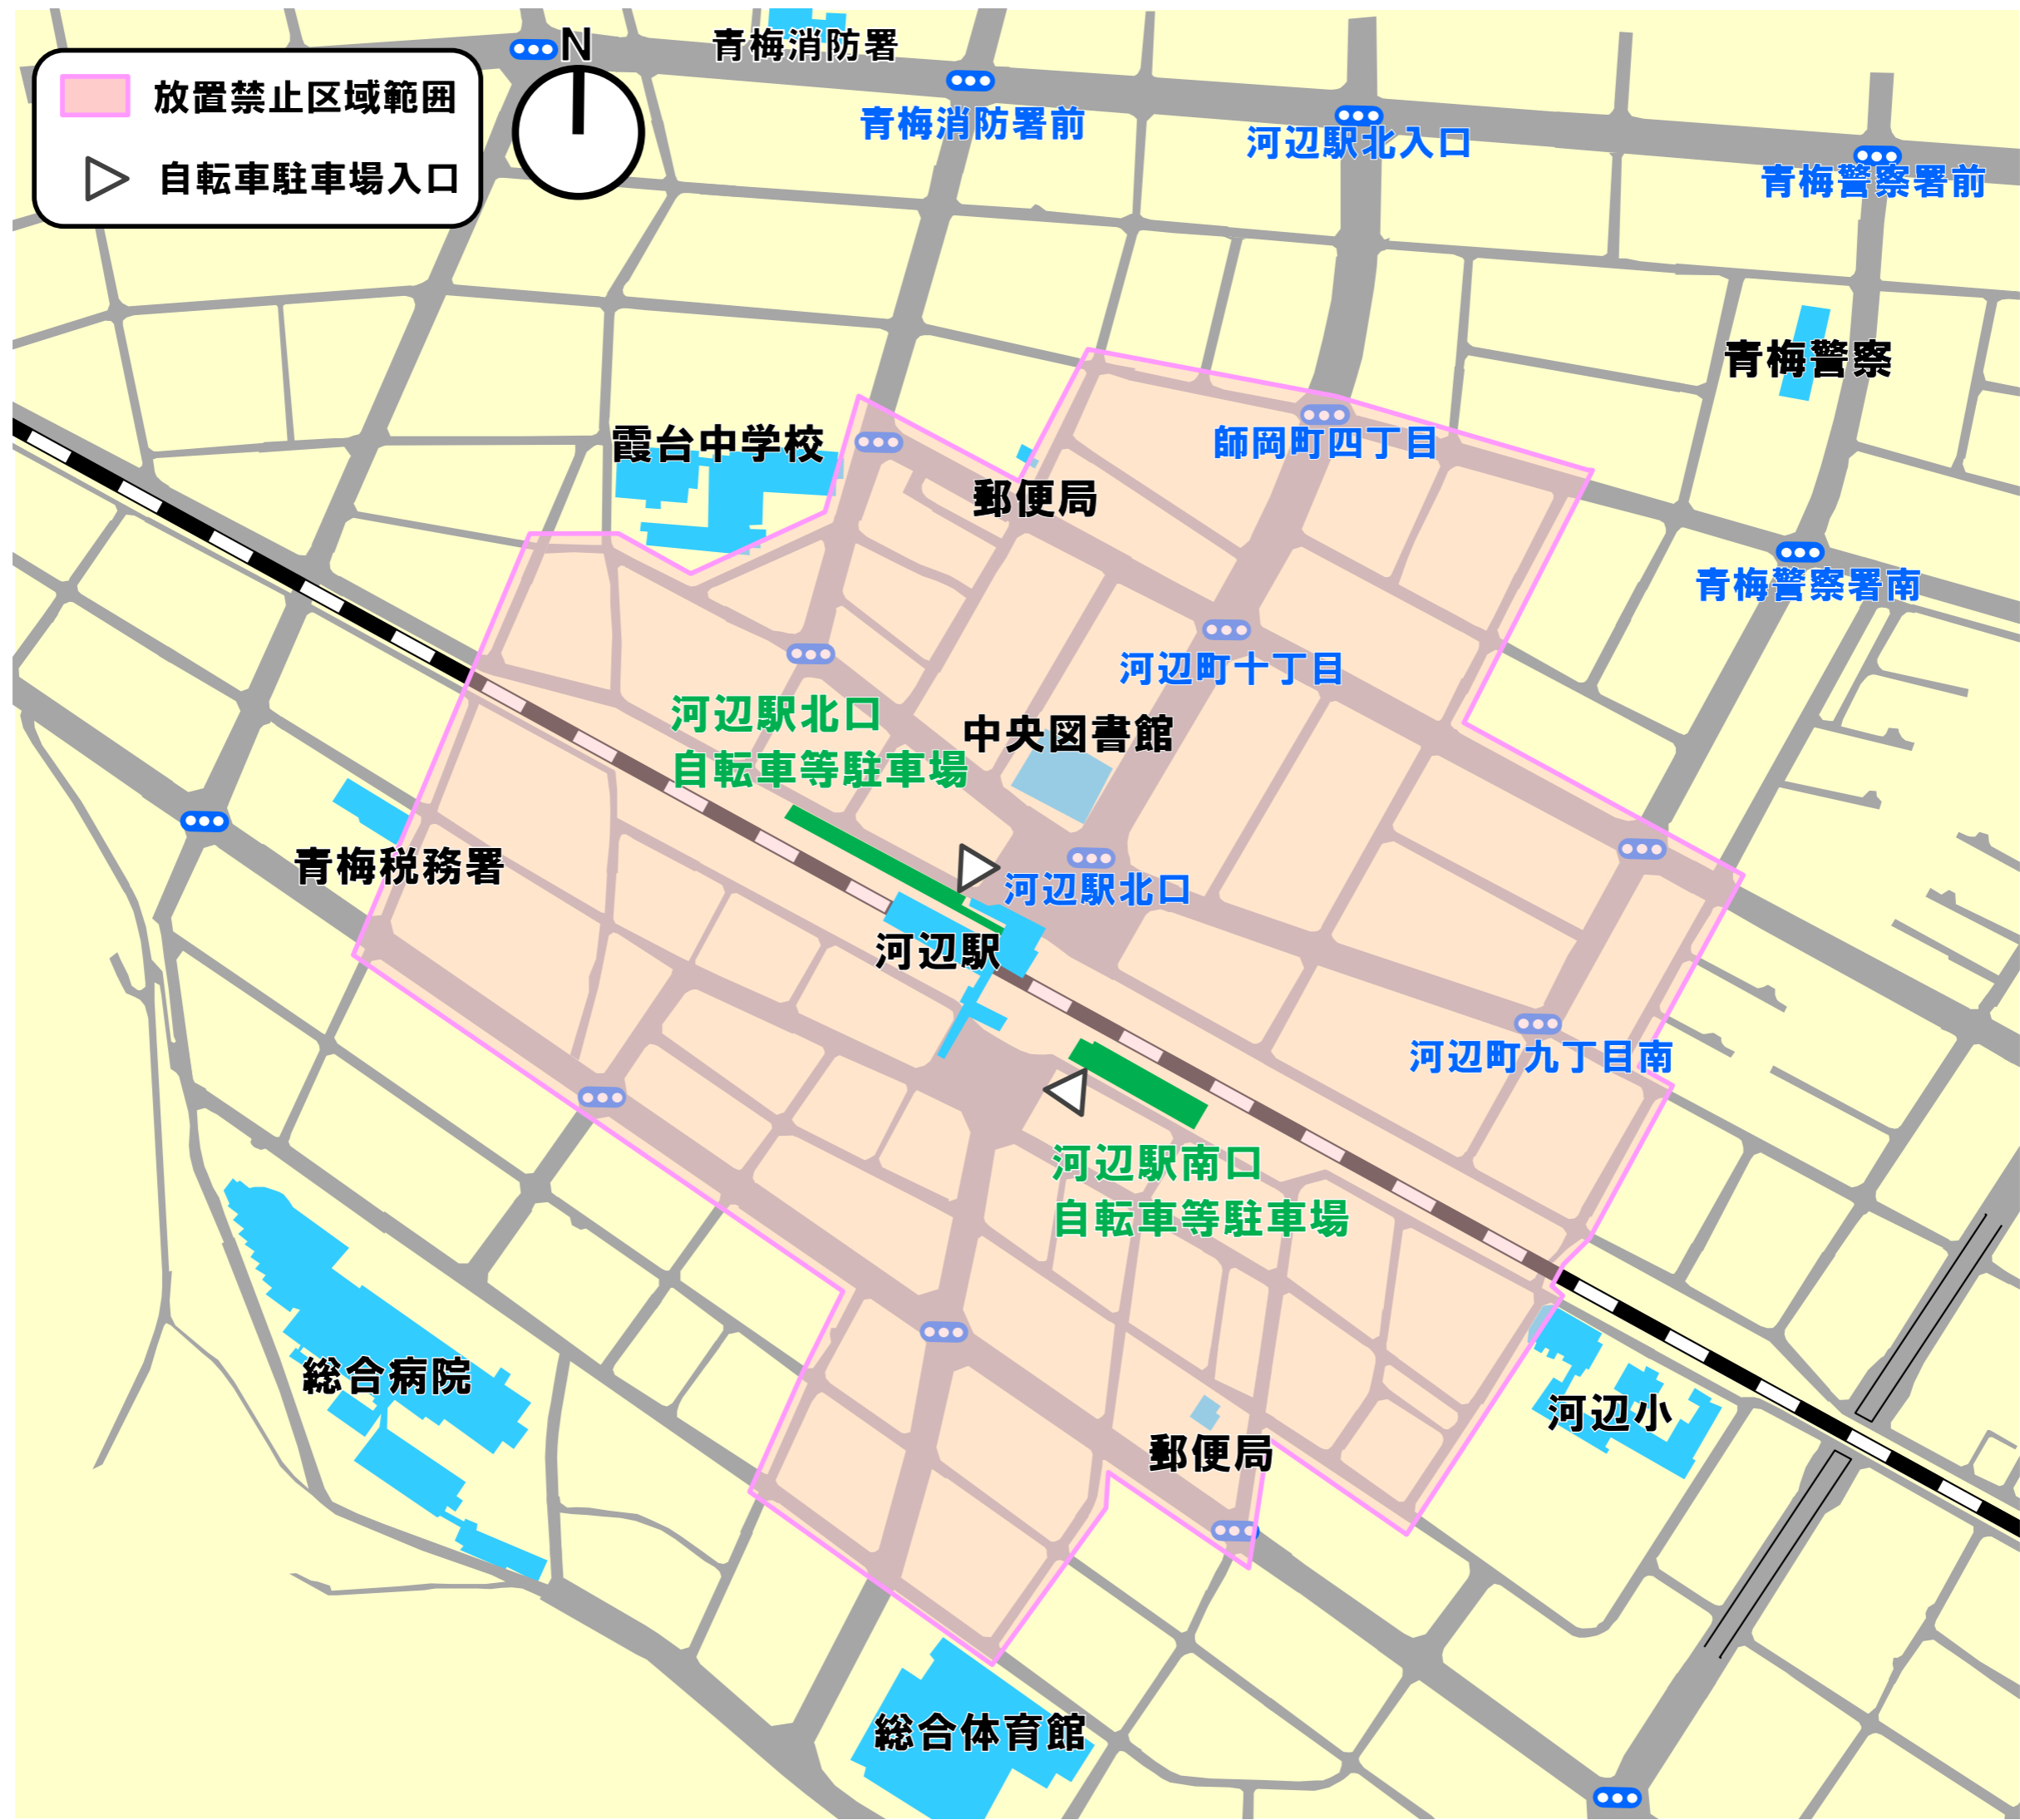 N
青梅消防署
放置禁止区域範囲
青梅消防署前
河辺駅北入口
自転車駐車場入口
青梅警察署前
青梅警察
霞台中学校
師岡町四丁目
郵便局
青梅警察署南
河辺町十丁目
河辺駅北口
自転車等駐車場
中央図書館
青梅税務署
河辺駅北口
河辺駅
河辺町九丁目南
河辺駅南口
自転車等駐車場
総合病院
河辺小
郵便局
総合体育館